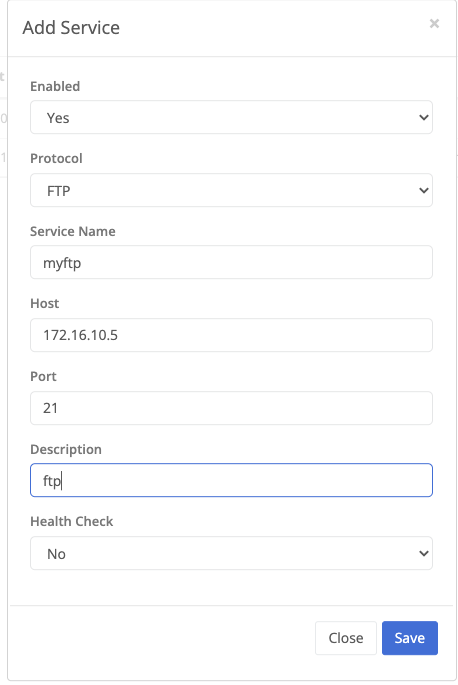 Add Service
×
Enabled
Yes
Protocol
FTP
Service Name
myftp
Host
172.16.10.5
Port
21
Description
ftp
Health Check
No
Close Save